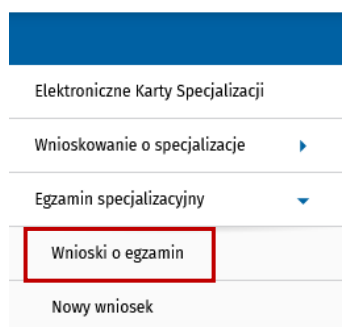 Elektroniczne Karty Specjalizacji
Wnioskowanie o specjalizacje
Egzamin specjalizacyjny
Wnioski o egzamin
Nowy wniosek